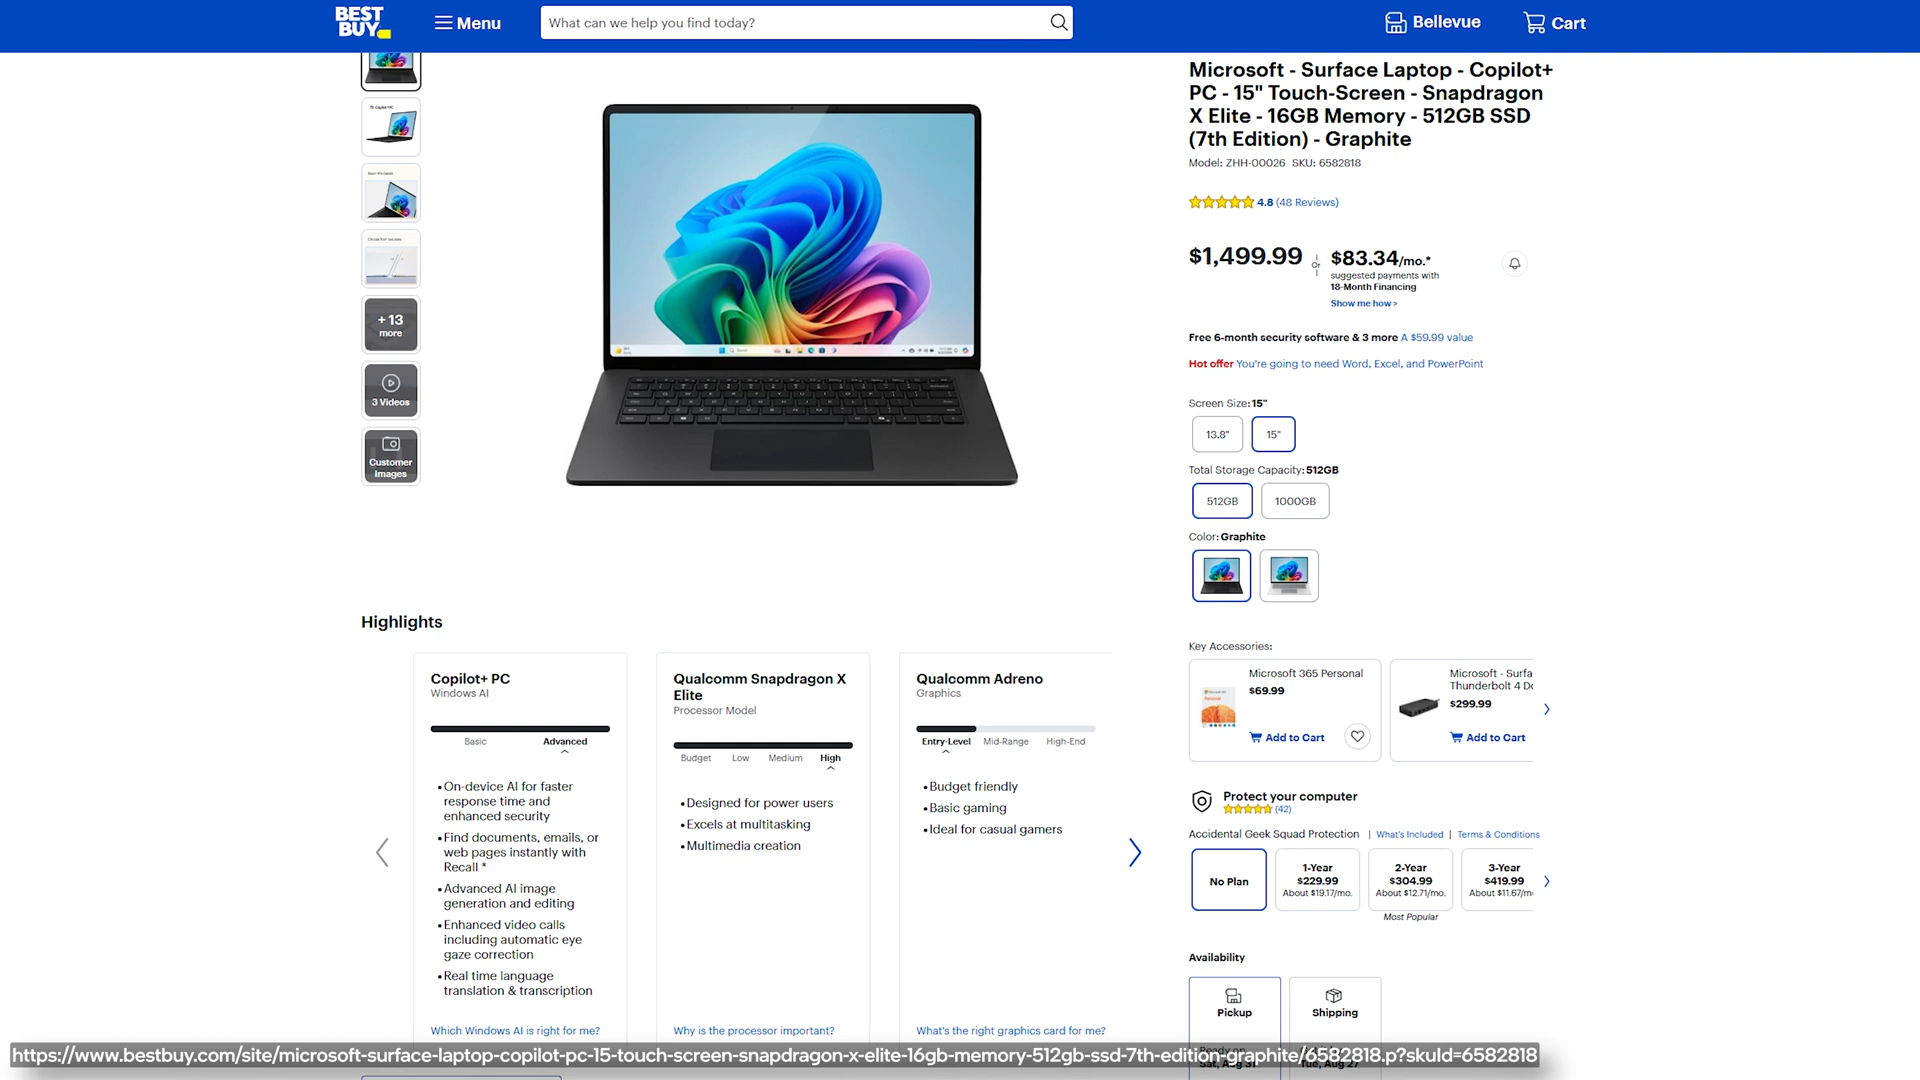 BEST
BUY
Menu
What can we help you find today?
Bellevue
Cart
+ 13
more
3 Videos
Customer
Images
Microsoft - Surface Laptop - Copilot+
PC - 15" Touch-Screen - Snapdragon
X Elite - 16GB Memory - 512GB SSD
(7th Edition) - Graphite
Model: ZHH-00026 SKU: 6582818
4.8 (48 Reviews)
$1,499.99
Or
$83.34/mo.*
suggested payments with
18-Month Financing
Show me how >
Free 6-month security software & 3 more A $59.99 value
Hot offer You're going to need Word, Excel, and PowerPoint
Screen Size: 15"
13.8" 15"
Total Storage Capacity: 512GB
512GB 1000GB
Color: Graphite
Highlights
Copilot+ PC
Windows AI
Basic Advanced
•On-device AI for faster
response time and
enhanced security
•Find documents, emails, or
web pages instantly with
Recall *
•Advanced AI image
generation and editing
•Enhanced video calls
including automatic eye
gaze correction
•Real time language
translation & transcription
Which Windows AI is right for me?
Qualcomm Snapdragon X
Elite
Processor Model
Budget Low Medium High
•Designed for power users
•Excels at multitasking
•Multimedia creation
Why is the processor important?
Qualcomm Adreno
Graphics
Entry-Level Mid-Range High-End
•Budget friendly
•Basic gaming
•Ideal for casual gamers
What's the right graphics card for me?
Key Accessories:
Microsoft 365 Personal
$69.99
Add to Cart
Microsoft - Surfa
Thunderbolt 4 Do
$299.99
Add to Cart
Protect your computer
(42)
Accidental Geek Squad Protection | What's Included | Terms & Conditions
No Plan
1-Year
$229.99
About $19.17/mo.
2-Year
$304.99
About $12.71/mo.
Most Popular
3-Year
$419.99
About $11.67/m
Availability
Pickup
Ready on
Sat, Aug 31
Shipping
Tue, Aug 27
https://www.bestbuy.com/site/microsoft-surface-laptop-copilot-pc-15-touch-screen-snapdragon-x-elite-16gb-memory-512gb-ssd-7th-edition-graphite/6582818.p?skuId=6582818